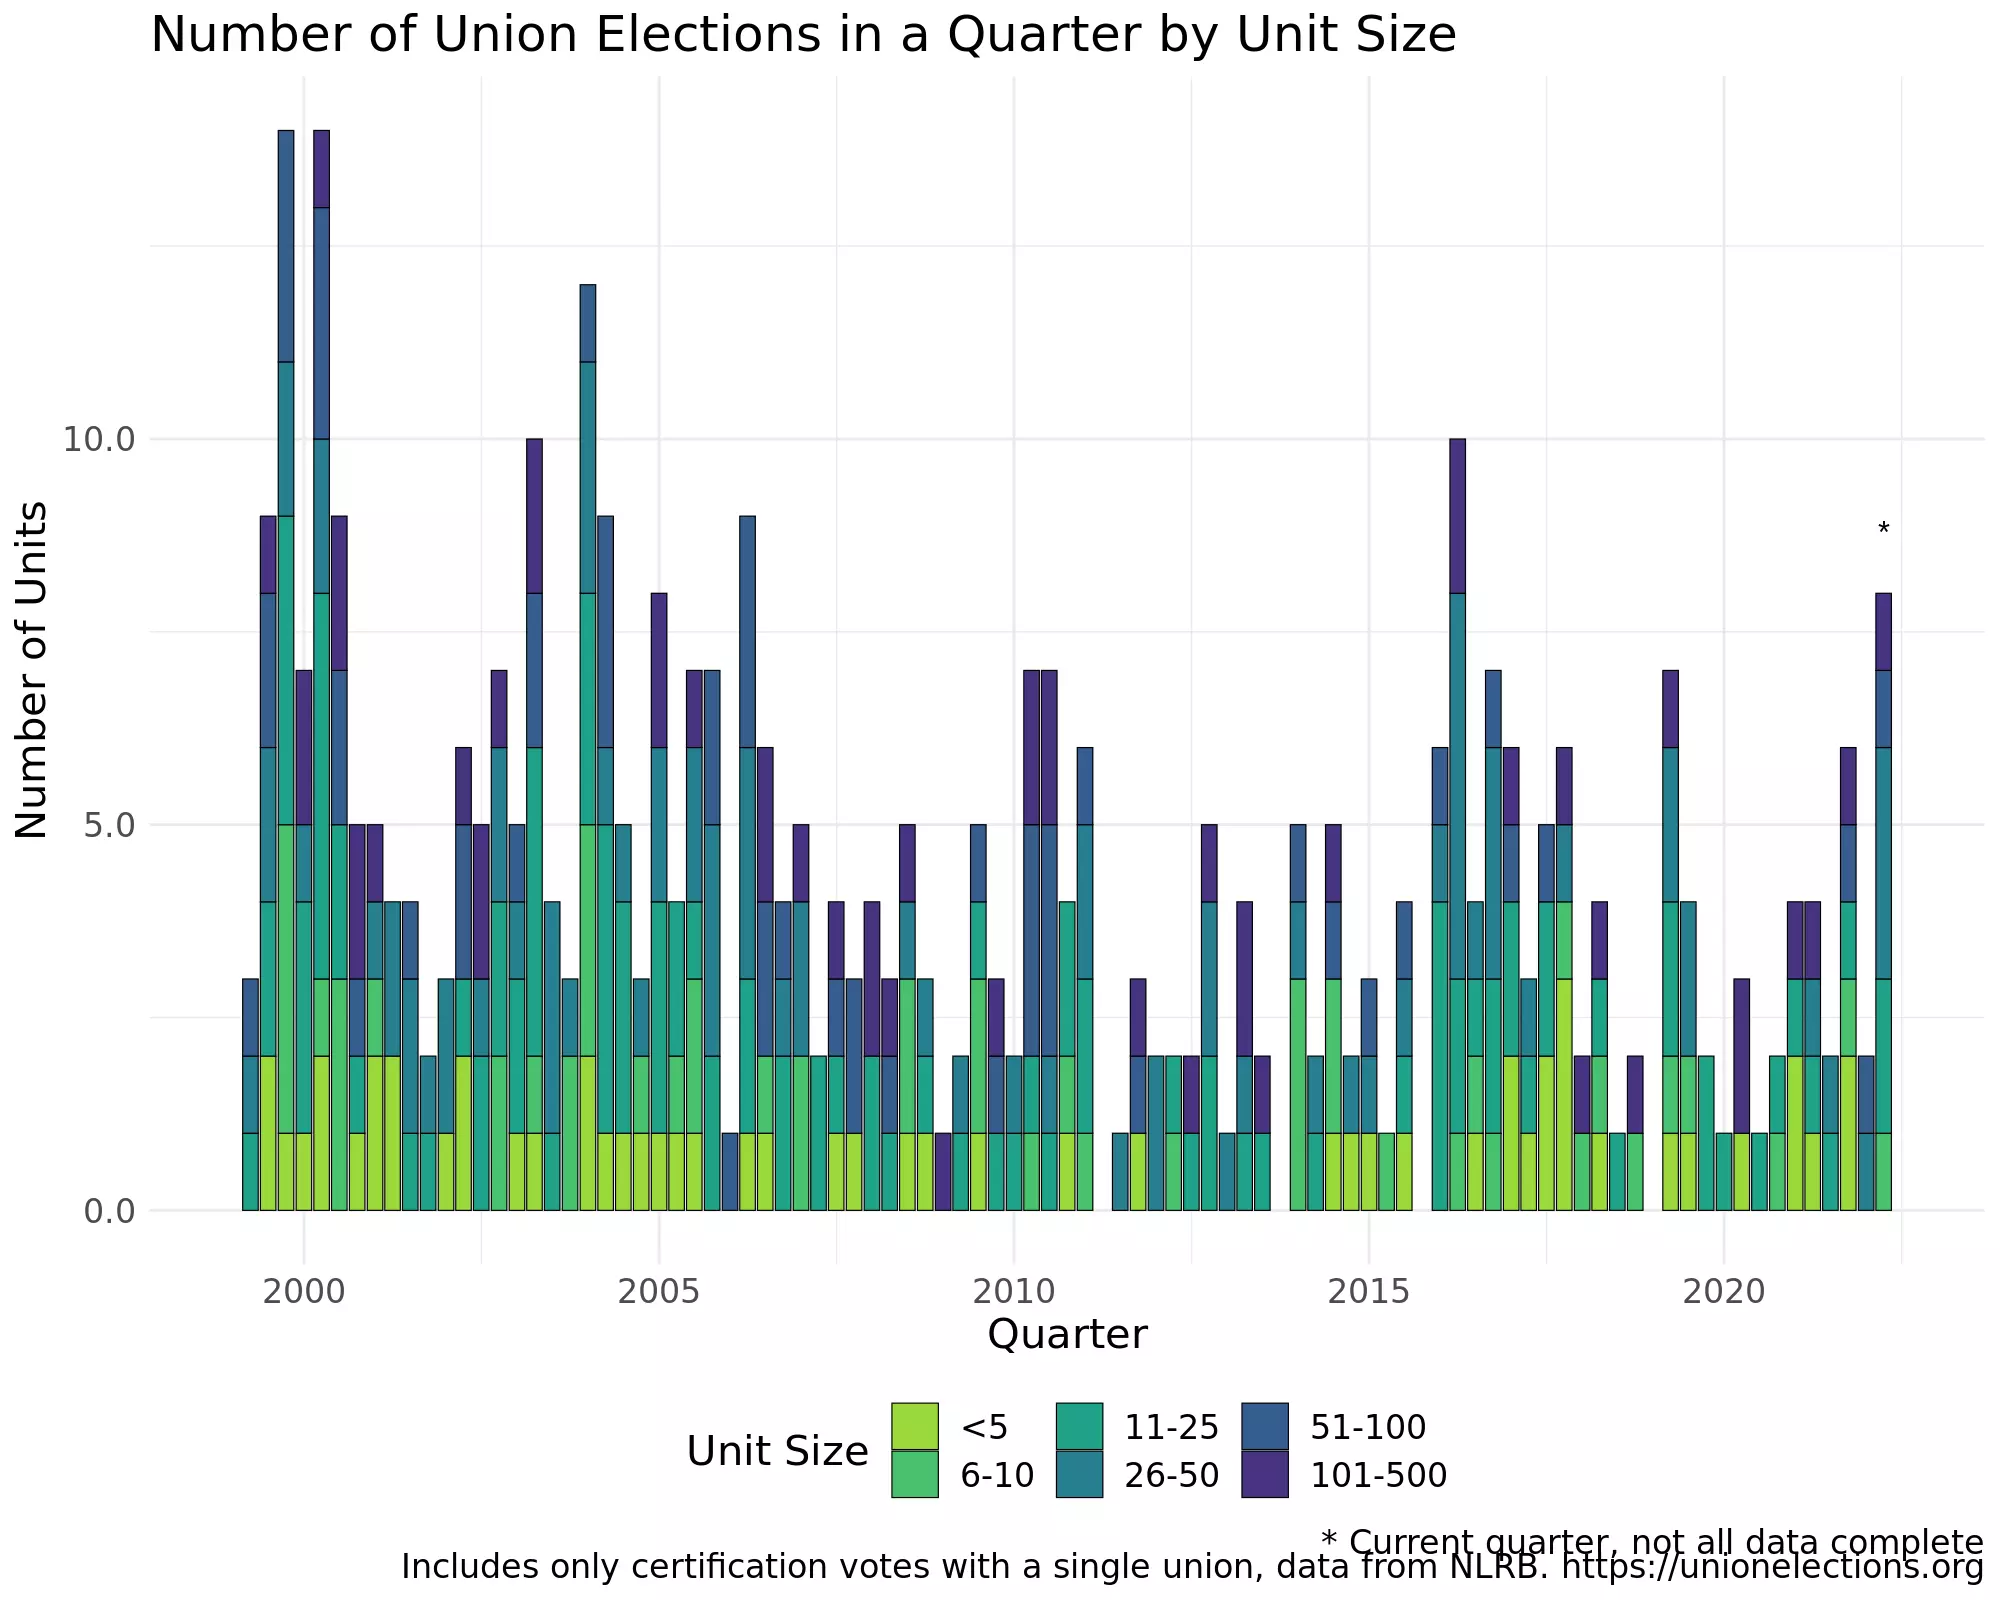 Number of Union Elections in a Quarter by Unit Size
Number of Units
10.0
5.0
0.0
*
2000 2005 2010 2015 2020
Quarter
Unit Size
<5 11-25 51-100
6-10 26-50 101-500
* Current quarter, not all data complete
Includes only certification votes with a single union, data from NLRB. https://unionelections.org